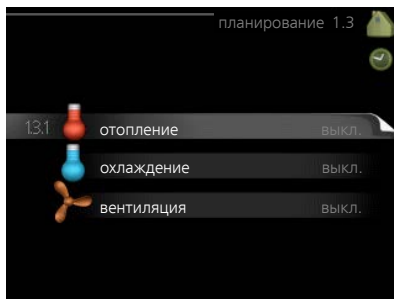 планирование 1.3
1.3.1 отопление выкл.
охлаждение выкл.
вентиляция выкл.